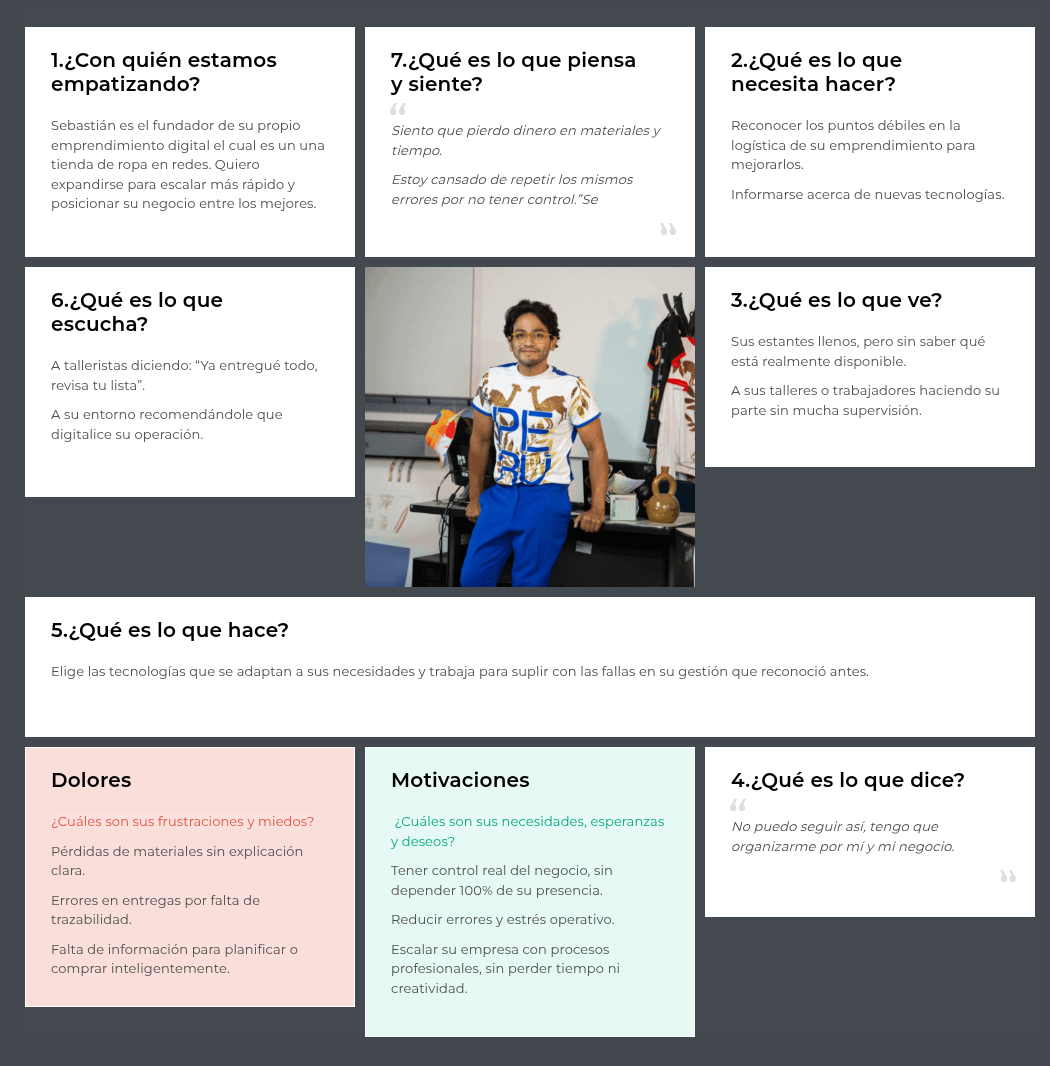 1.¿Con quién estamos
empatizando?
Sebastián es el fundador de su propio
emprendimiento digital el cual es un una
tienda de ropa en redes. Quiero
expandirse para escalar más rápido y
posicionar su negocio entre los mejores.
7.¿Qué es lo que piensa
y siente?
“
Siento que pierdo dinero en materiales y
tiempo.
Estoy cansado de repetir los mismos
errores por no tener control.”Se
”
2.¿Qué es lo que
necesita hacer?
Reconocer los puntos débiles en la
logística de su emprendimiento para
mejorarlos.
Informarse acerca de nuevas tecnologías.
6.¿Qué es lo que
escucha?
A talleristas diciendo: “Ya entregué todo,
revisa tu lista”.
A su entorno recomendándole que
digitalice su operación.
PE
RU
3.¿Qué es lo que ve?
Sus estantes llenos, pero sin saber qué
está realmente disponible.
A sus talleres o trabajadores haciendo su
parte sin mucha supervisión.
5.¿Qué es lo que hace?
Elige las tecnologías que se adaptan a sus necesidades y trabaja para suplir con las fallas en su gestión que reconoció antes.
Dolores
¿Cuáles son sus frustraciones y miedos?
Pérdidas de materiales sin explicación
clara.
Errores en entregas por falta de
trazabilidad.
Falta de información para planificar o
comprar inteligentemente.
Motivaciones
¿Cuáles son sus necesidades, esperanzas
y deseos?
Tener control real del negocio, sin
depender 100% de su presencia.
Reducir errores y estrés operativo.
Escalar su empresa con procesos
profesionales, sin perder tiempo ni
creatividad.
4.¿Qué es lo que dice?
“
No puedo seguir así, tengo que
organizarme por mí y mi negocio.
”